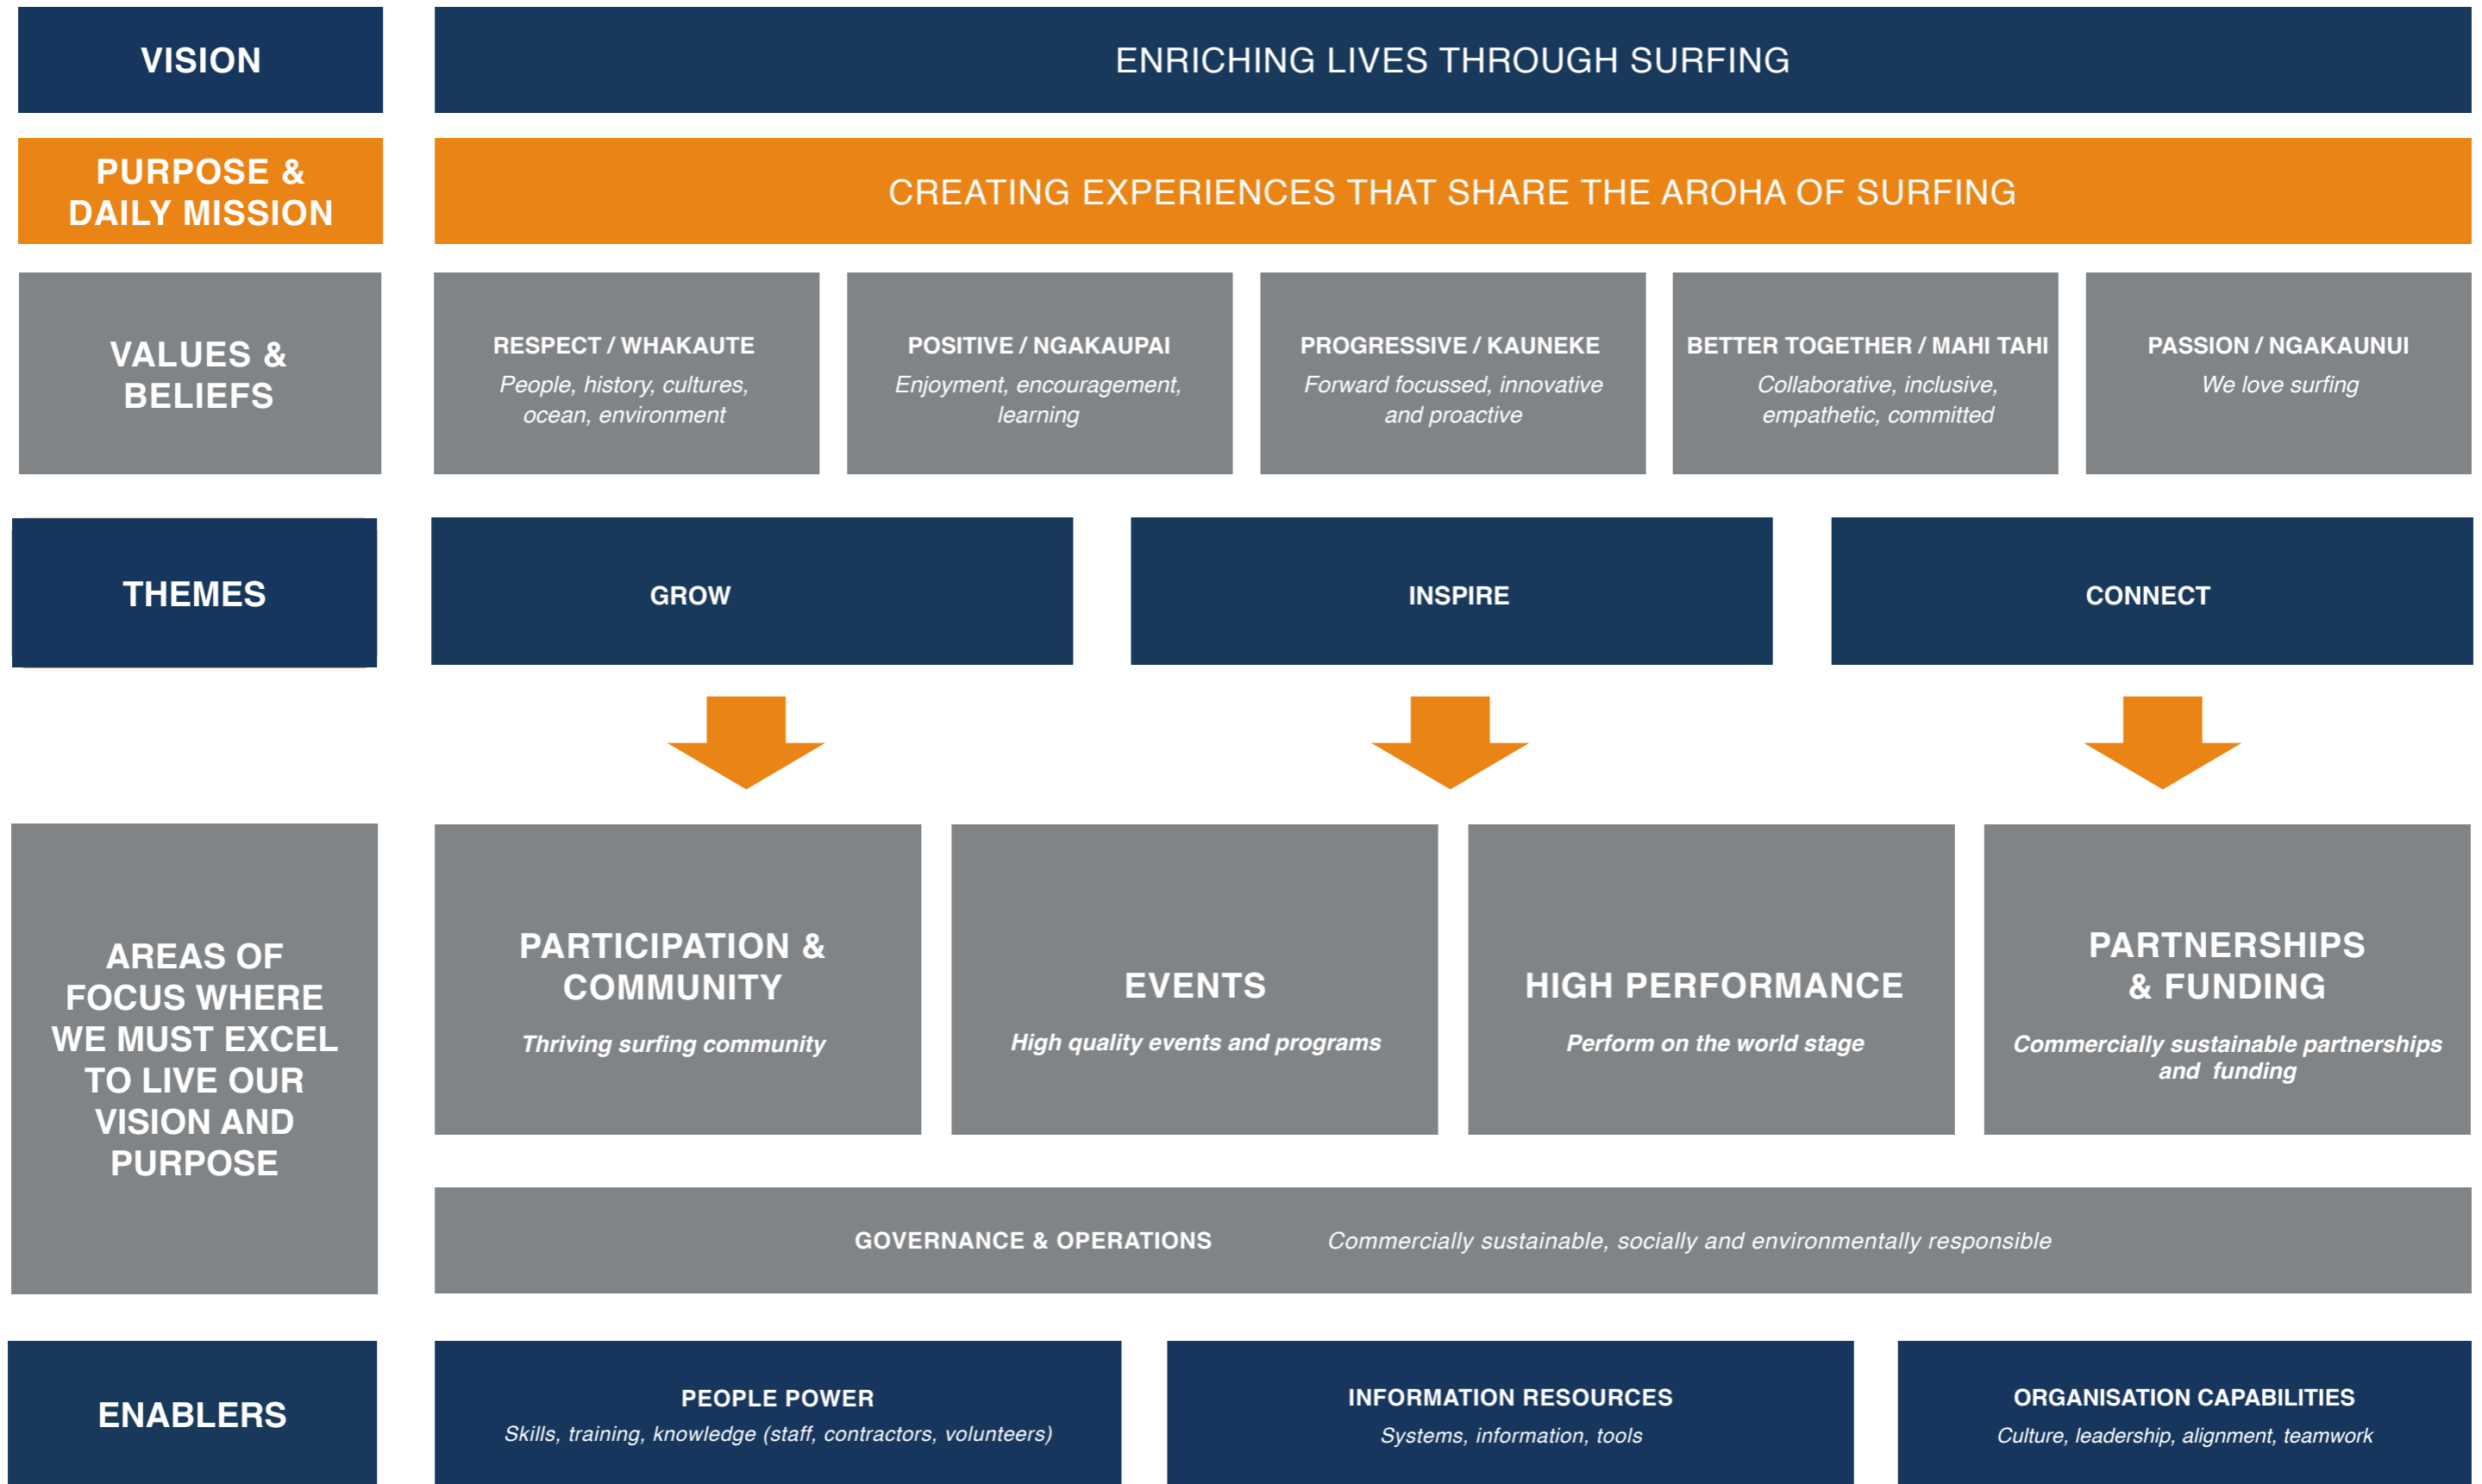 VISION
ENRICHING LIVES THROUGH SURFING
PURPOSE &
DAILY MISSION
CREATING EXPERIENCES THAT SHARE THE AROHA OF SURFING
VALUES &
BELIEFS
RESPECT / WHAKAUTE
People, history, cultures,
ocean, environment
POSITIVE / NGAKAUPAI
Enjoyment, encouragement,
learning
PROGRESSIVE / KAUNEKE
Forward focussed, innovative
and proactive
BETTER TOGETHER / MAHI TAHI
Collaborative, inclusive,
empathetic, committed
PASSION / NGAKAUNUI
We love surfing
THEMES
GROW
INSPIRE
CONNECT
AREAS OF
FOCUS WHERE
WE MUST EXCEL
TO LIVE OUR
VISION AND
PURPOSE
PARTICIPATION &
COMMUNITY
Thriving surfing community
EVENTS
High quality events and programs
HIGH PERFORMANCE
Perform on the world stage
PARTNERSHIPS
& FUNDING
Commercially sustainable partnerships
and funding
GOVERNANCE & OPERATIONS Commercially sustainable, socially and environmentally responsible
ENABLERS
PEOPLE POWER
Skills, training, knowledge (staff, contractors, volunteers)
INFORMATION RESOURCES
Systems, information, tools
ORGANISATION CAPABILITIES
Culture, leadership, alignment, teamwork